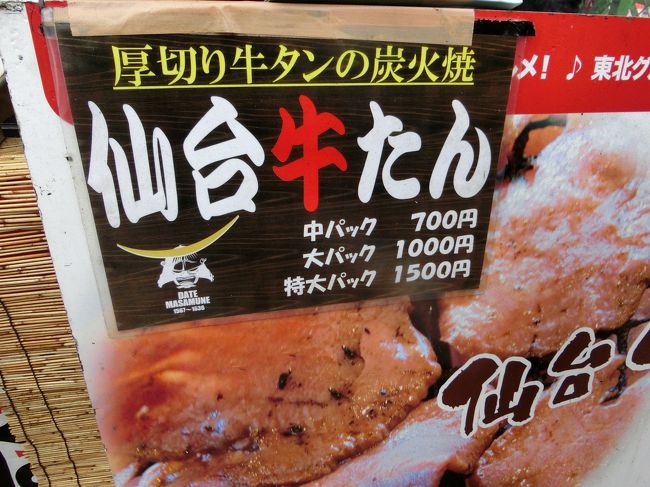 厚切り牛タンの炭火焼
仙台牛たん
中パック 700円
大パック 1000円
特大パック 1500円
DATE
MASAMUNE
1567～1636
ルメ！♪ 東北グ
仙台